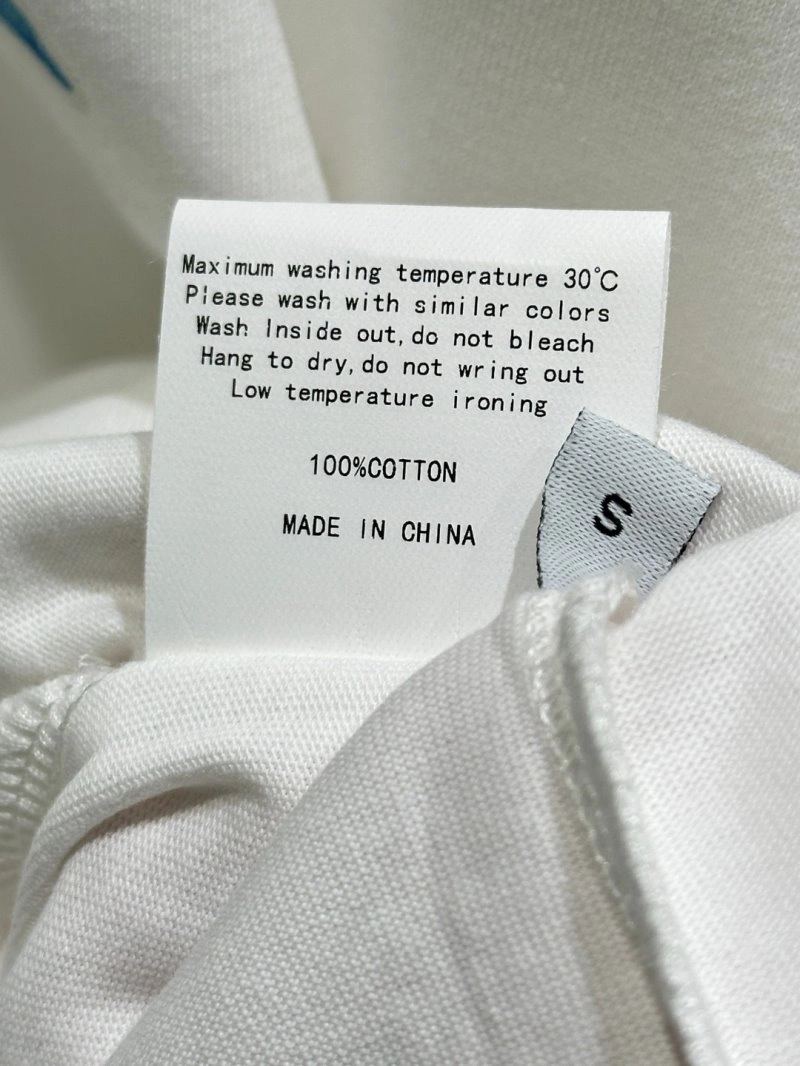 Maximum washing temperature 30℃
Please wash with similar colors
Wash Inside out,do not bleach
Hang to dry,do not wring out
Low temperature ironing
100%COTTON
MADE IN CHINA
S